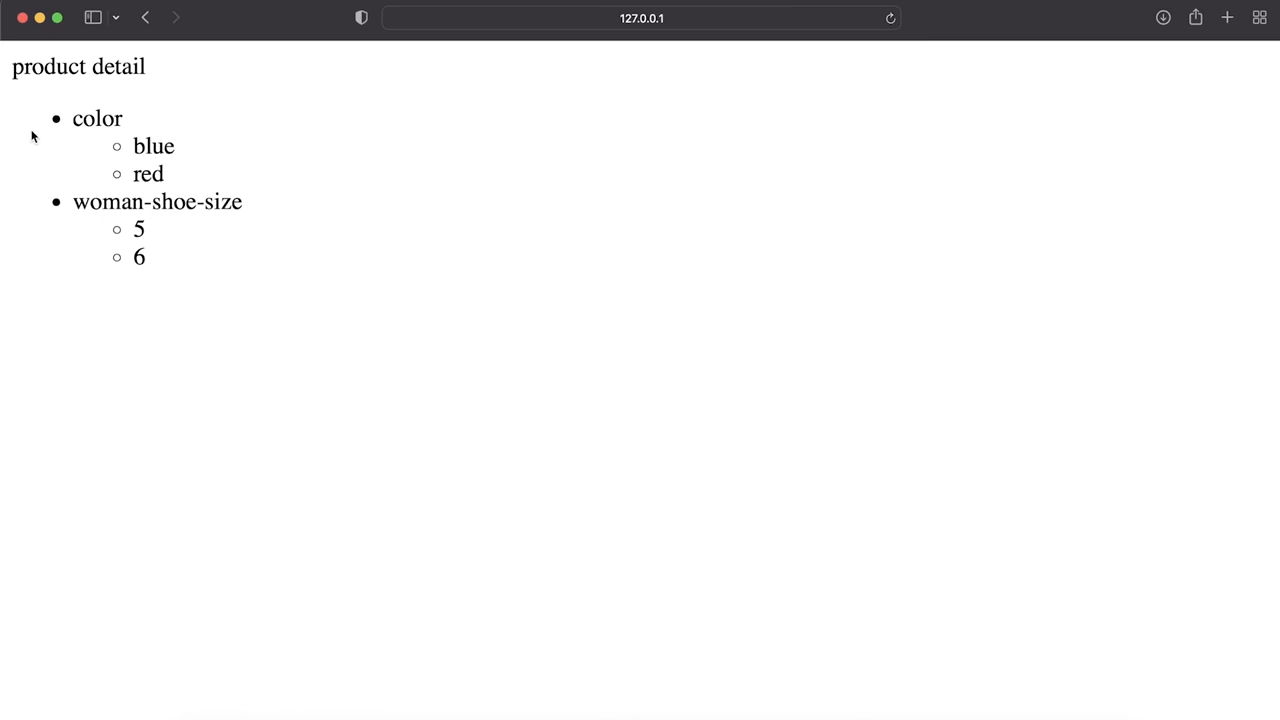 127.0.0.1
product detail
color
blue
red
woman-shoe-size
5
6